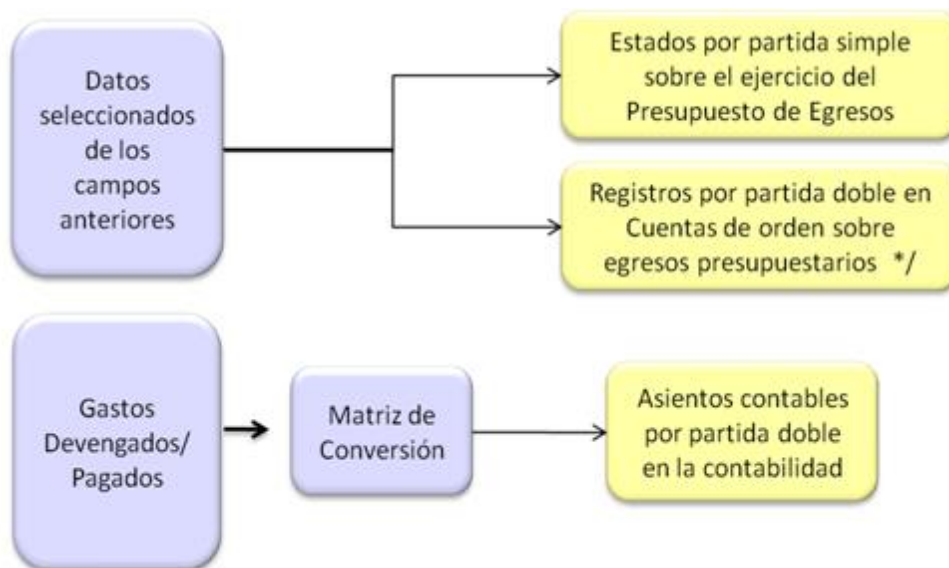 Datos
seleccionados
de los
campos
anteriores
Estados por partida simple
sobre el ejercicio del
Presupuesto de Egresos
Registros por partida doble en
Cuentas de orden sobre
egresos presupuestarios */
Gastos
Devengados/
Pagados
Matriz de
Conversión
Asientos contables
por partida doble
en la contabilidad